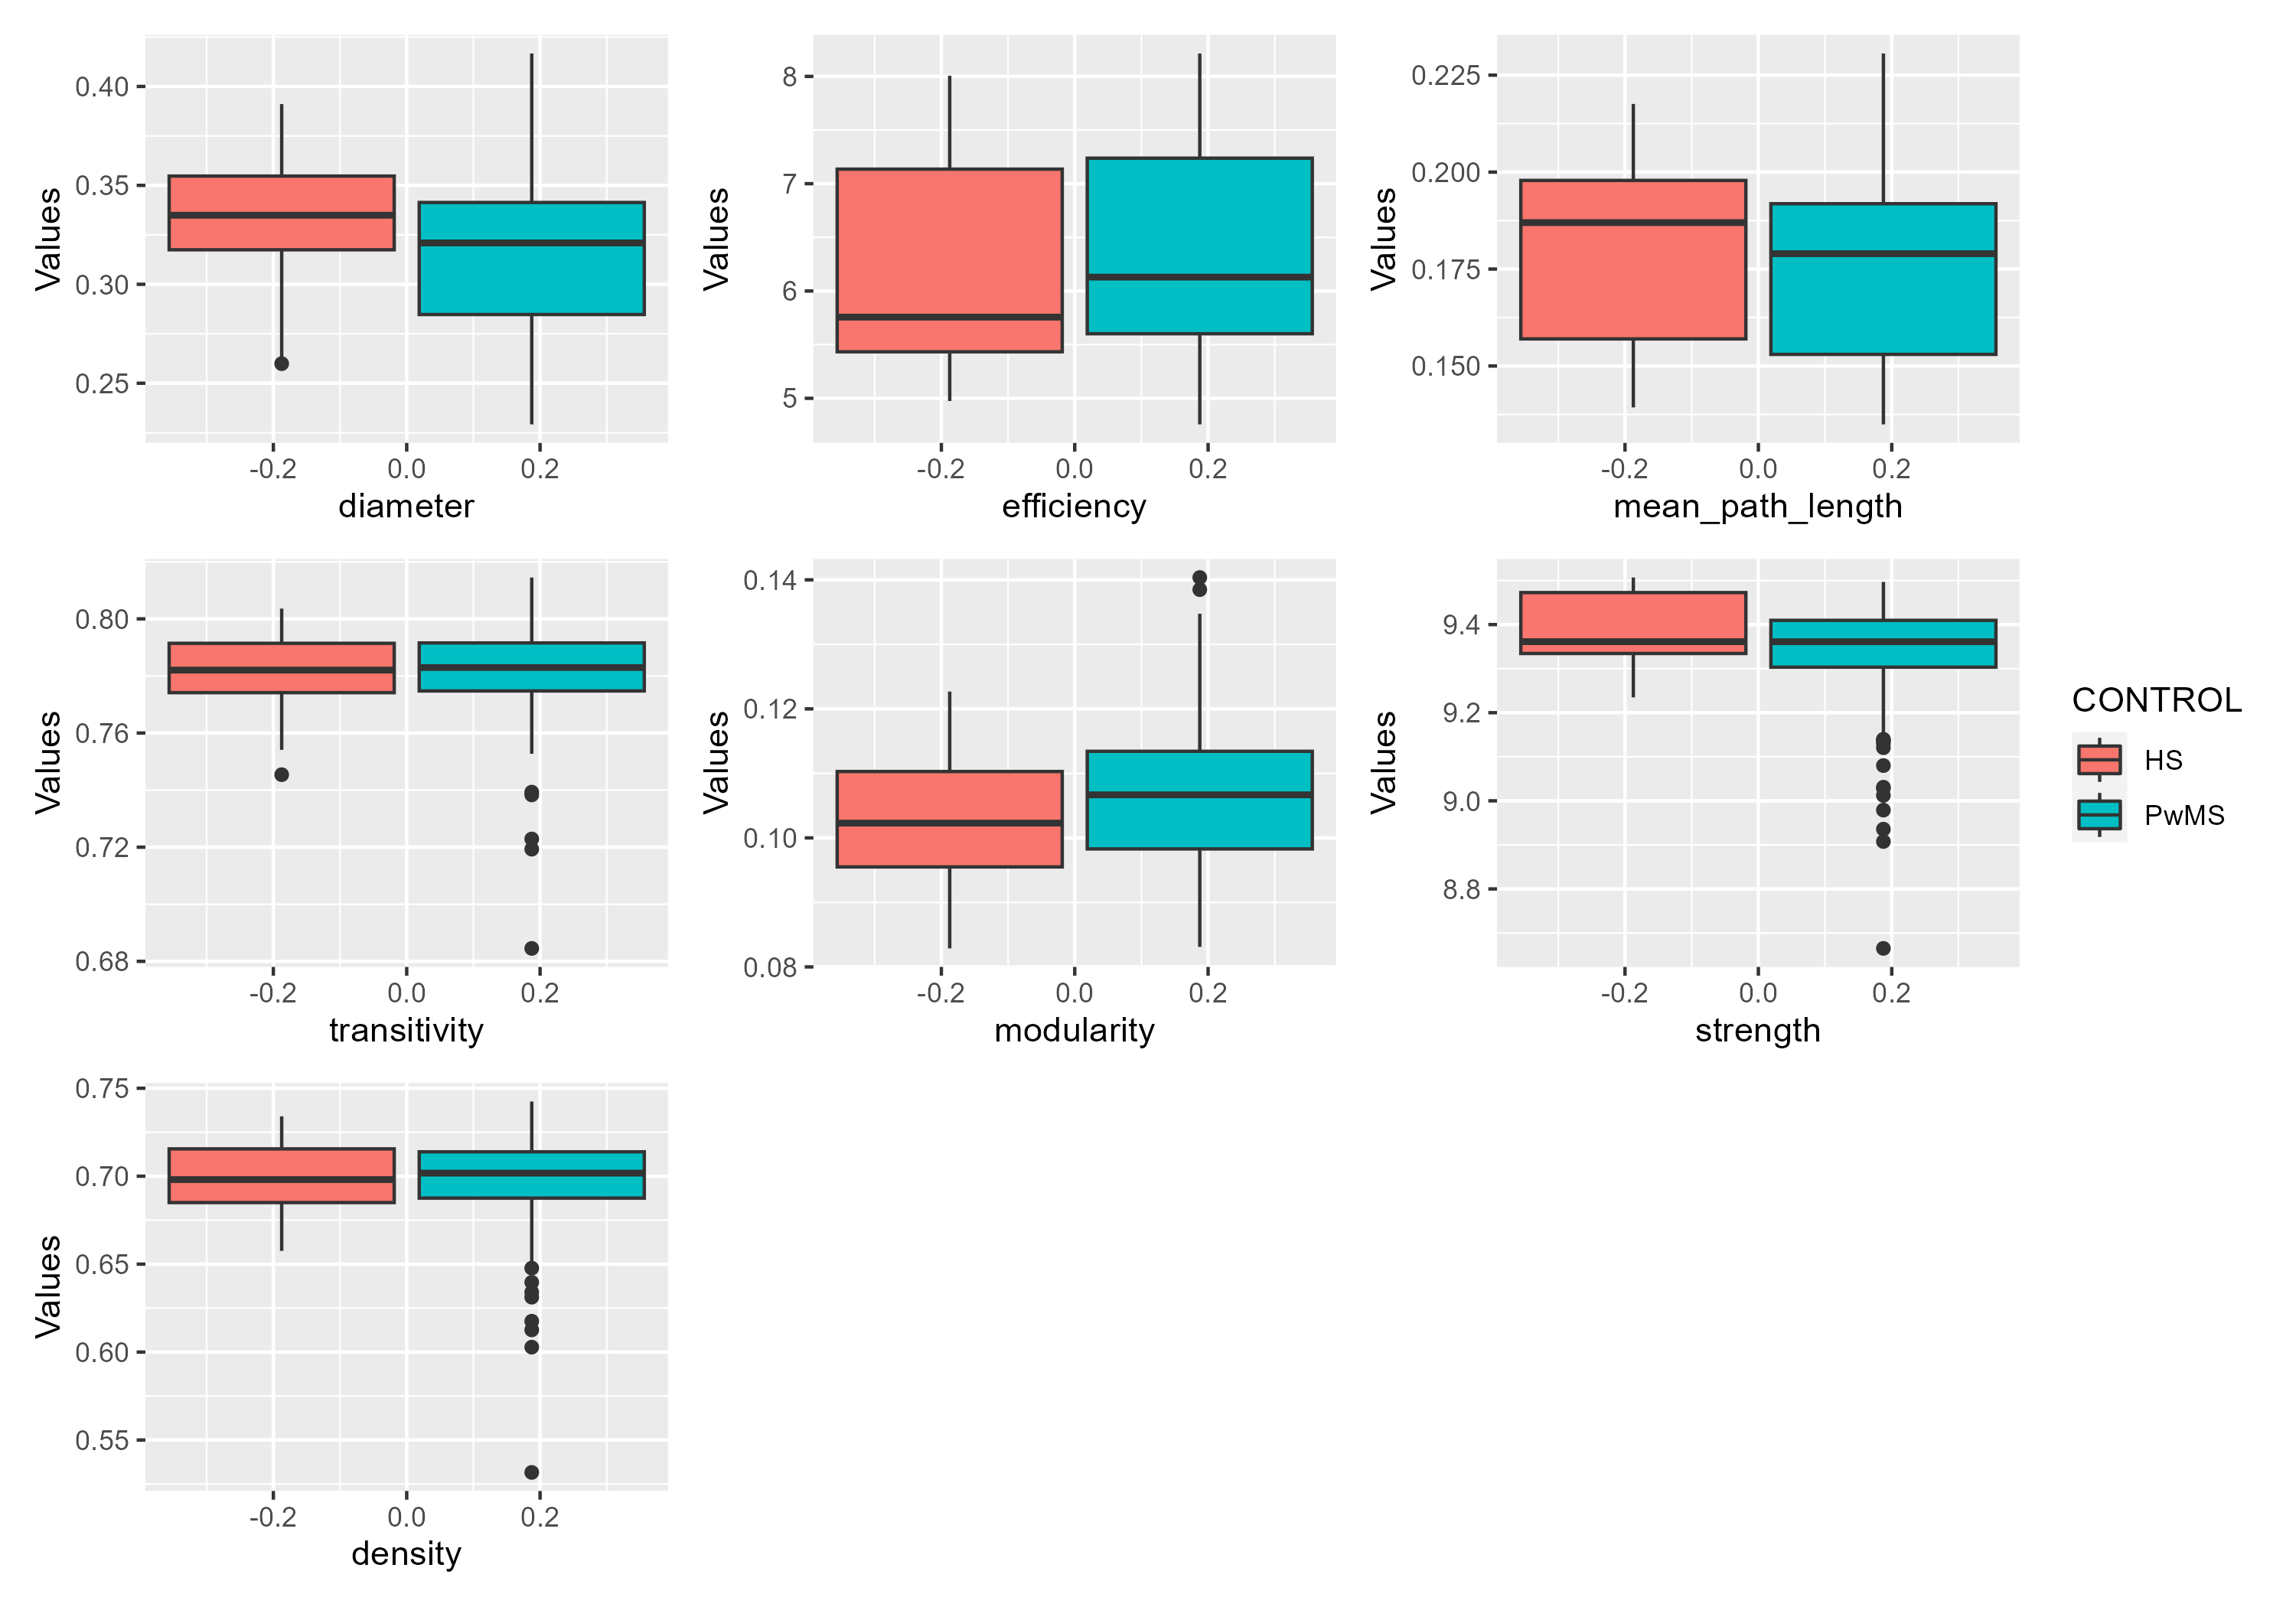 Values
0.40
0.35
0.30
0.25
-0.2 0.0 0.2
diameter
Values
8
7
6
5
-0.2 0.0 0.2
efficiency
Values
0.225
0.200
0.175
0.150
-0.2 0.0 0.2
mean_path_length
Values
0.80
0.76
0.72
0.68
-0.2 0.0 0.2
transitivity
Values
0.14
0.12
0.10
0.08
-0.2 0.0 0.2
modularity
Values
9.4
9.2
9.0
8.8
-0.2 0.0 0.2
strength
CONTROL
HS
PwMS
Values
0.75
0.70
0.65
0.60
0.55
-0.2 0.0 0.2
density